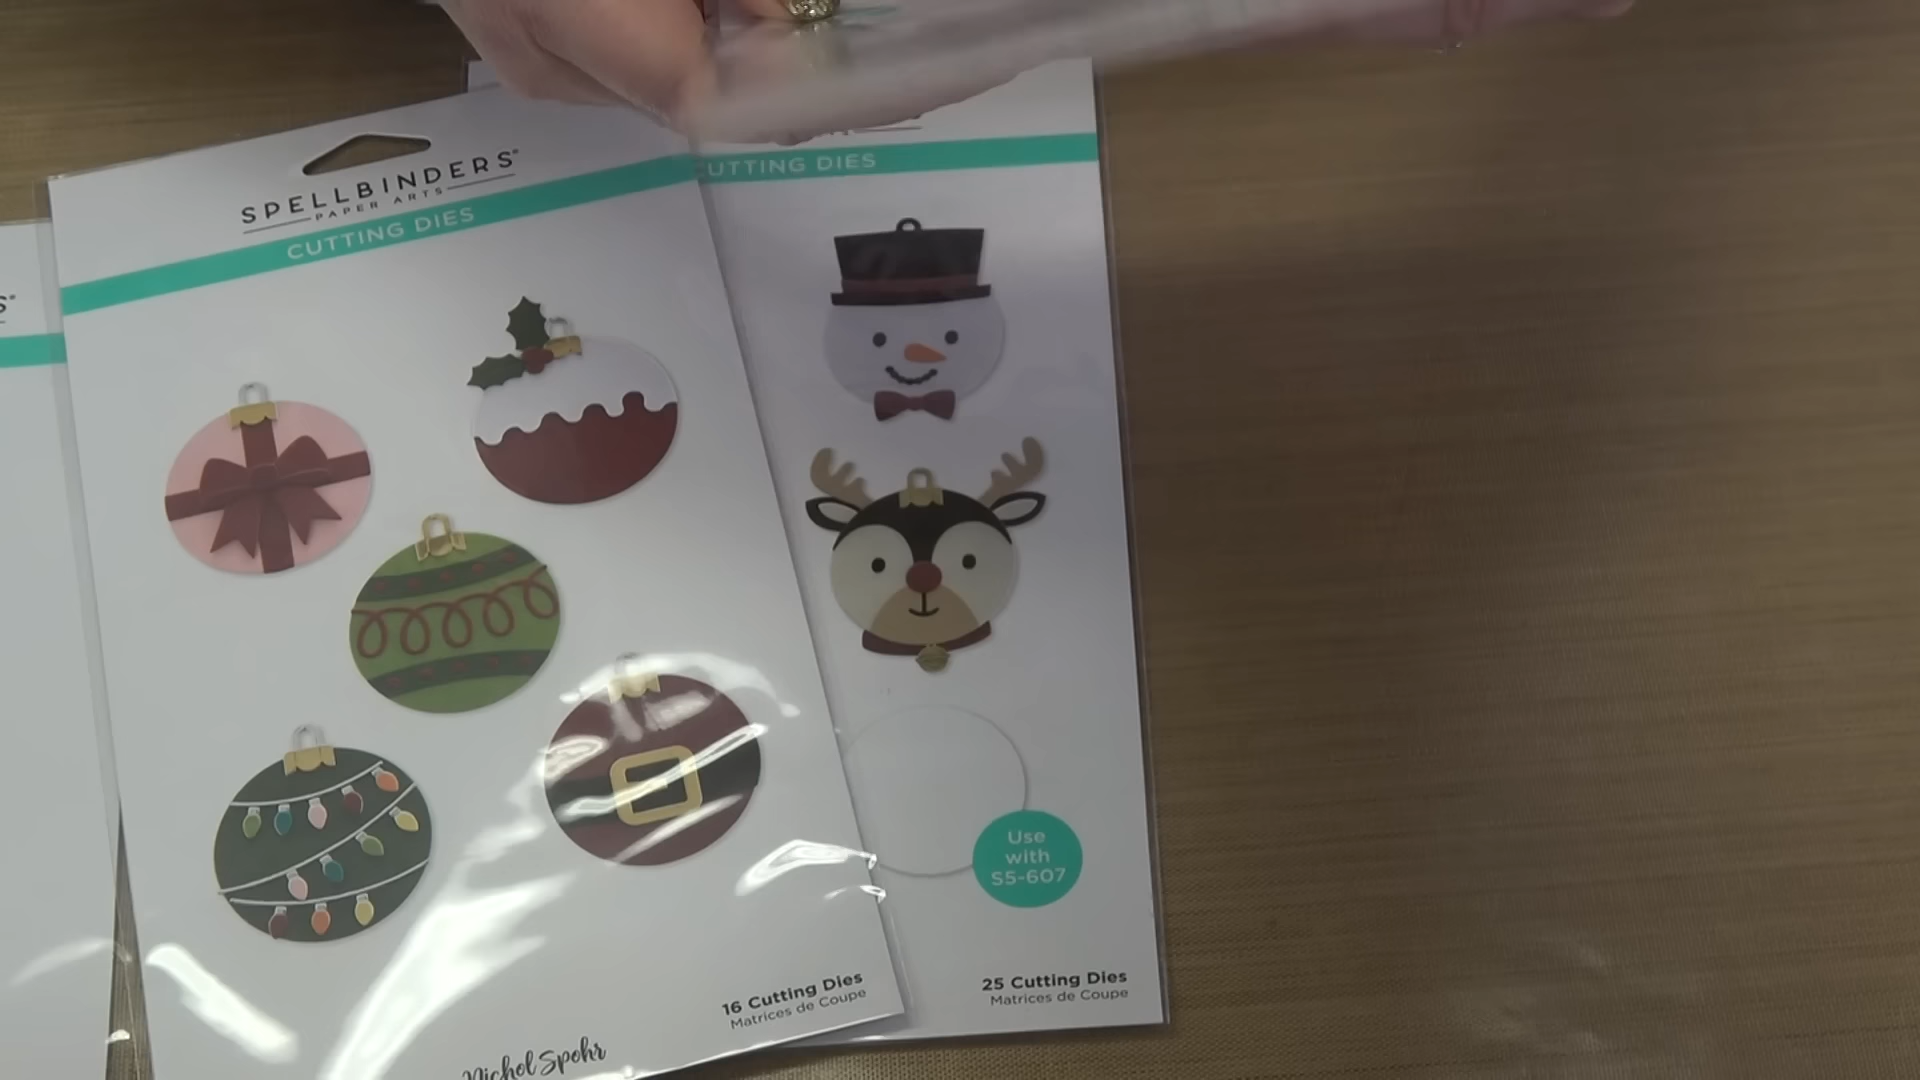 SPELLBINDERS®
PAPER ARTS
CUTTING DIES
16 Cutting Dies
Matrices de Coupe
Nichol Spohr
CUTTING DIES
Use
with
S5-607
25 Cutting Dies
Matrices de Coupe
S®